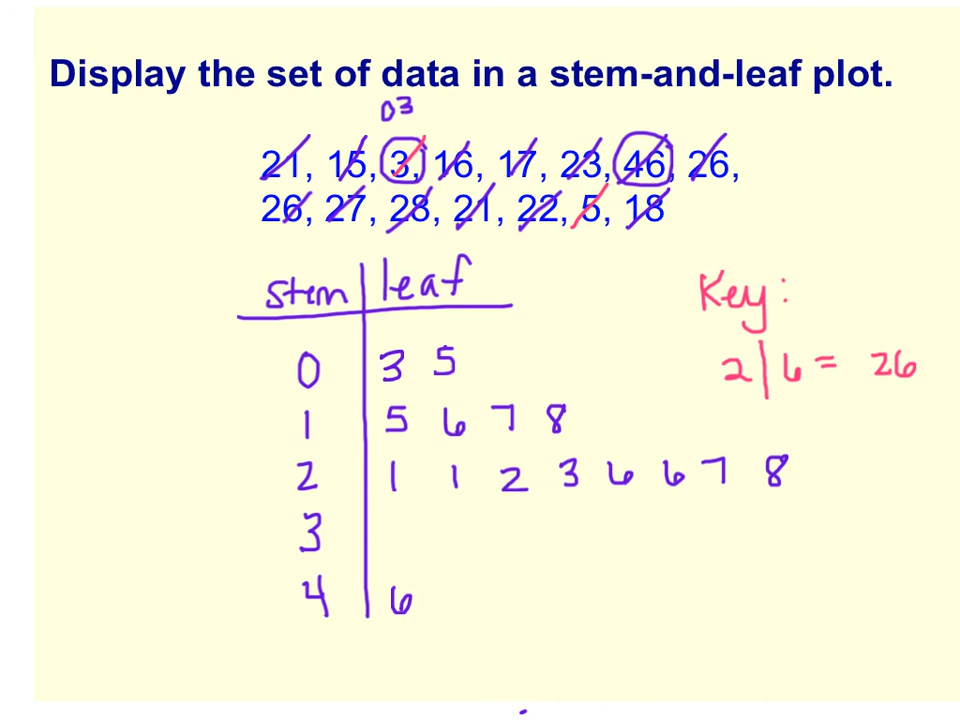 Display the set of data in a stem-and-leaf plot.
03
21, 15, 3, 16, 17, 23, 46, 26,
26, 27, 28, 21, 22, 5, 18
stem | leaf
Key:
0 | 3 5
2 | 6 = 26
1 | 5 6 7 8
2 | 1 1 2 3 6 6 7 8
3 |
4 | 6